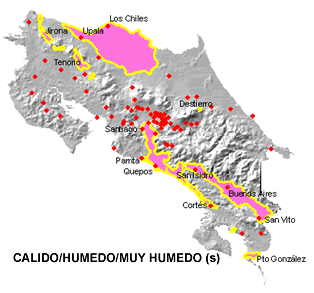 Los Chiles
Jirona
Upala
Tenorio
Destierro
Santiago
Parrita
Quepos
San Isidro
Buenos Aires
Cortés
San Vito
CALIDO/HUMEDO/MUY HUMEDO (s)
Pto González